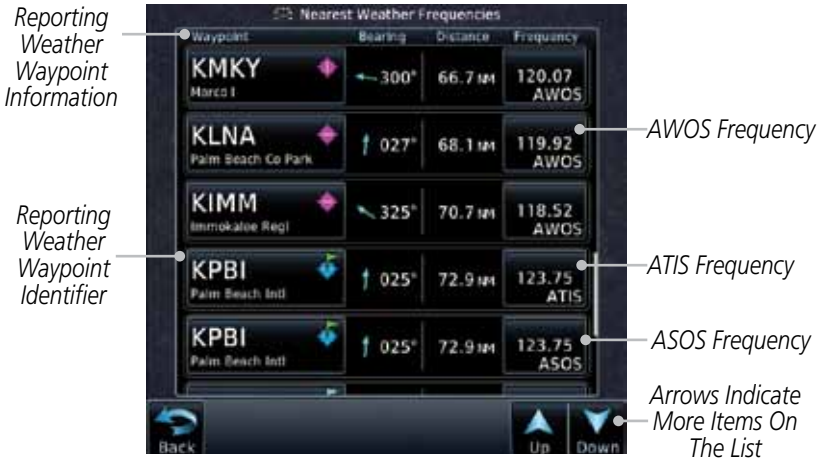 Nearest Weather Frequencies
Reporting
Weather
Waypoint
Information
Waypoint Bearing Distance Frequency
KMKY 300° 66.7 NM 120.07
Marco I AWOS
KLNA 027° 68.1 NM 119.92
Palm Beach Co Park AWOS
AWOS Frequency
KIMM 325° 70.7 NM 118.52
Immokalee Regl AWOS
Reporting
Weather
Waypoint
Identifier
KPBI 025° 72.9 NM 123.75
Palm Beach Intl ATIS
ATIS Frequency
KPBI 025° 72.9 NM 123.75
Palm Beach Intl ASOS
ASOS Frequency
Arrows Indicate
More Items On
The List
Back Up Down